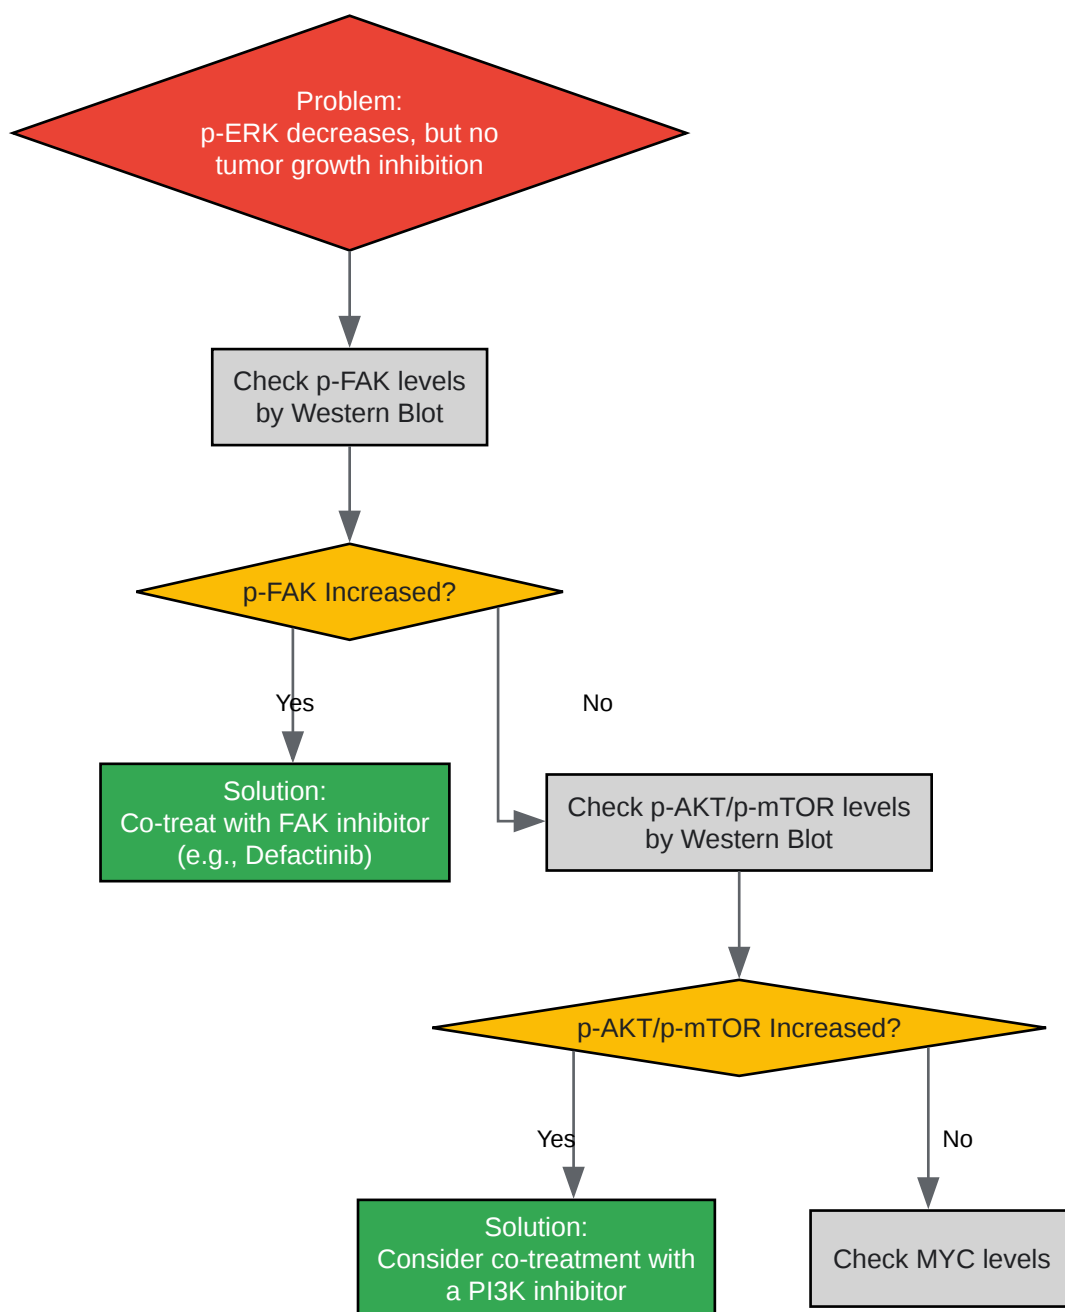 Problem:
p-ERK decreases, but no
tumor growth inhibition
Check p-FAK levels
by Western Blot
p-FAK Increased?
Yes
No
Solution:
Co-treat with FAK inhibitor
(e.g., Defactinib)
Check p-AKT/p-mTOR levels
by Western Blot
p-AKT/p-mTOR Increased?
Yes
No
Solution:
Consider co-treatment with
a PI3K inhibitor
Check MYC levels